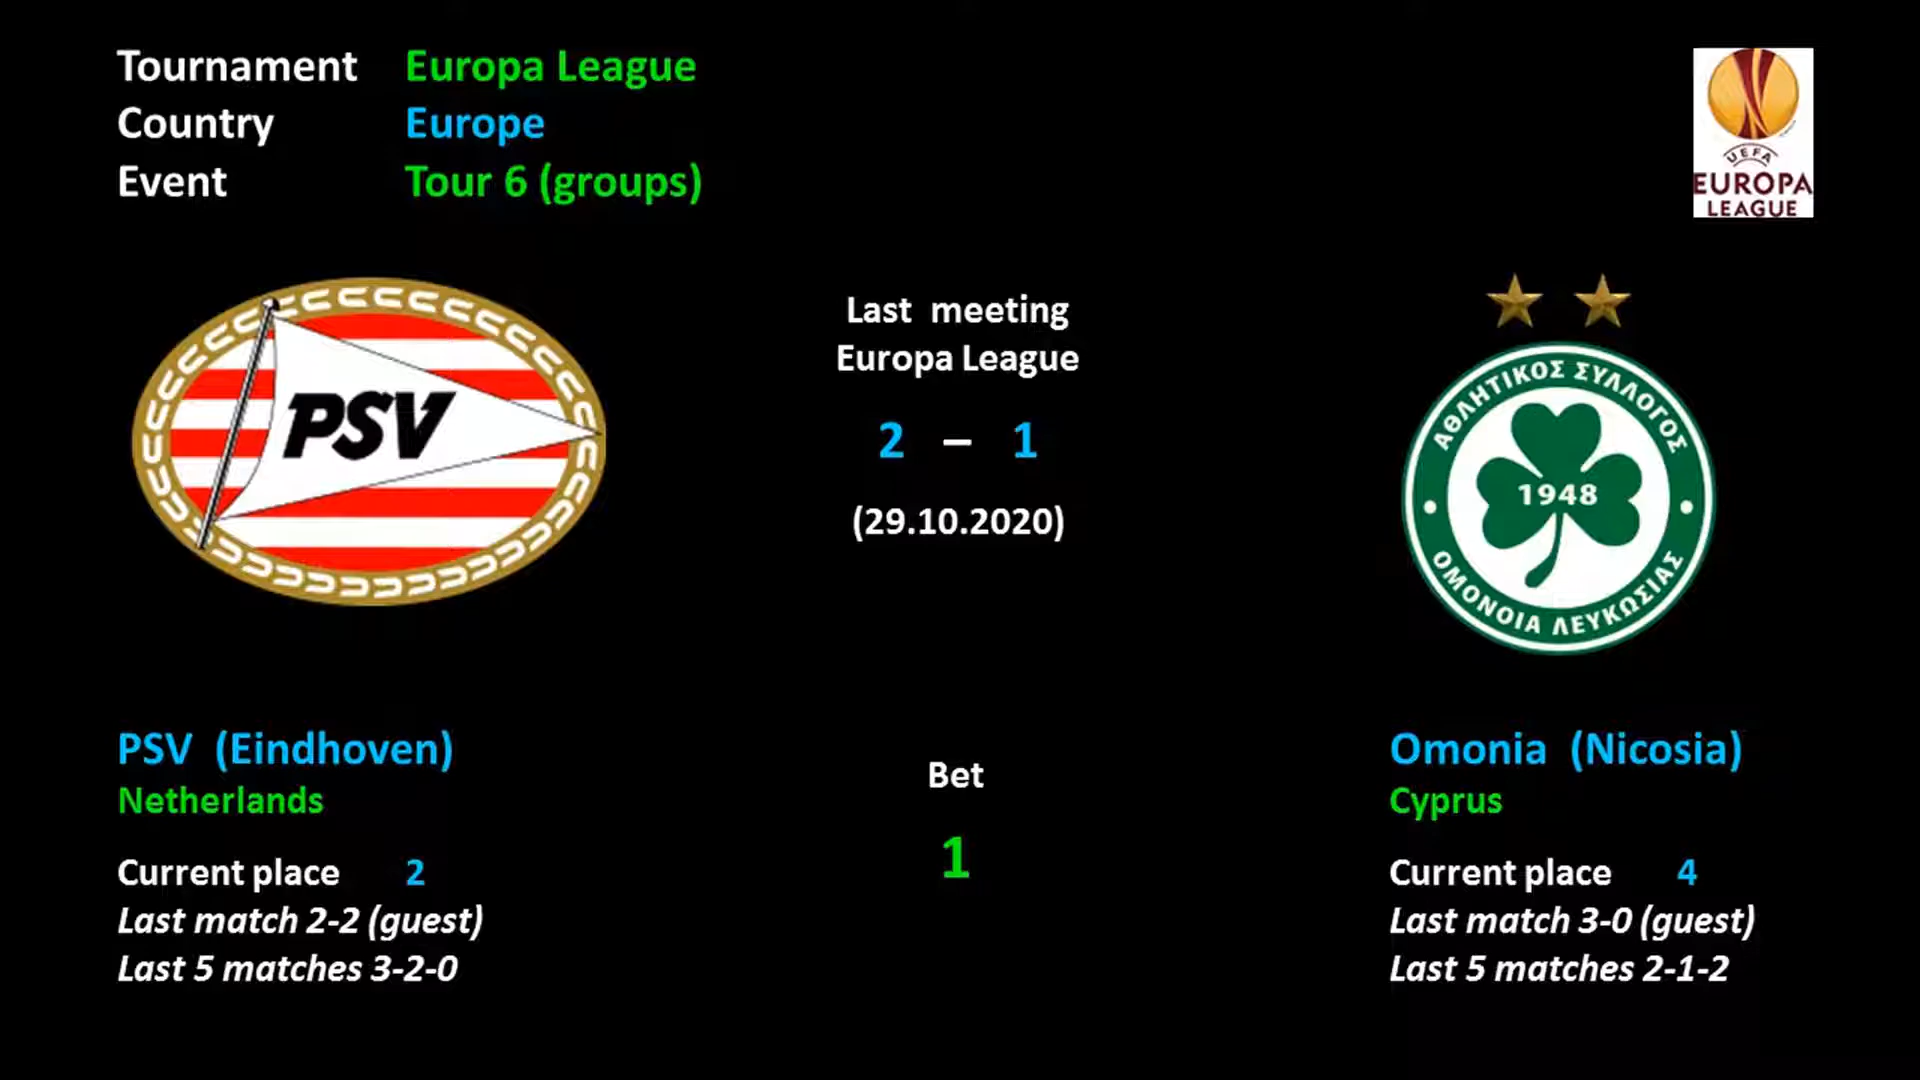 Tournament Europa League
Country Europe
Event Tour 6 (groups)
UEFA
EUROPA
LEAGUE
Last meeting
Europa League
2 – 1
(29.10.2020)
PSV
ΑΘΛΗΤΙΚΟΣ ΣΥΛΛΟΓΟΣ
1948
ΟΜΟΝΟΙΑ ΛΕΥΚΩΣΙΑΣ
PSV (Eindhoven)
Netherlands
Current place 2
Last match 2-2 (guest)
Last 5 matches 3-2-0
Bet
1
Omonia (Nicosia)
Cyprus
Current place 4
Last match 3-0 (guest)
Last 5 matches 2-1-2